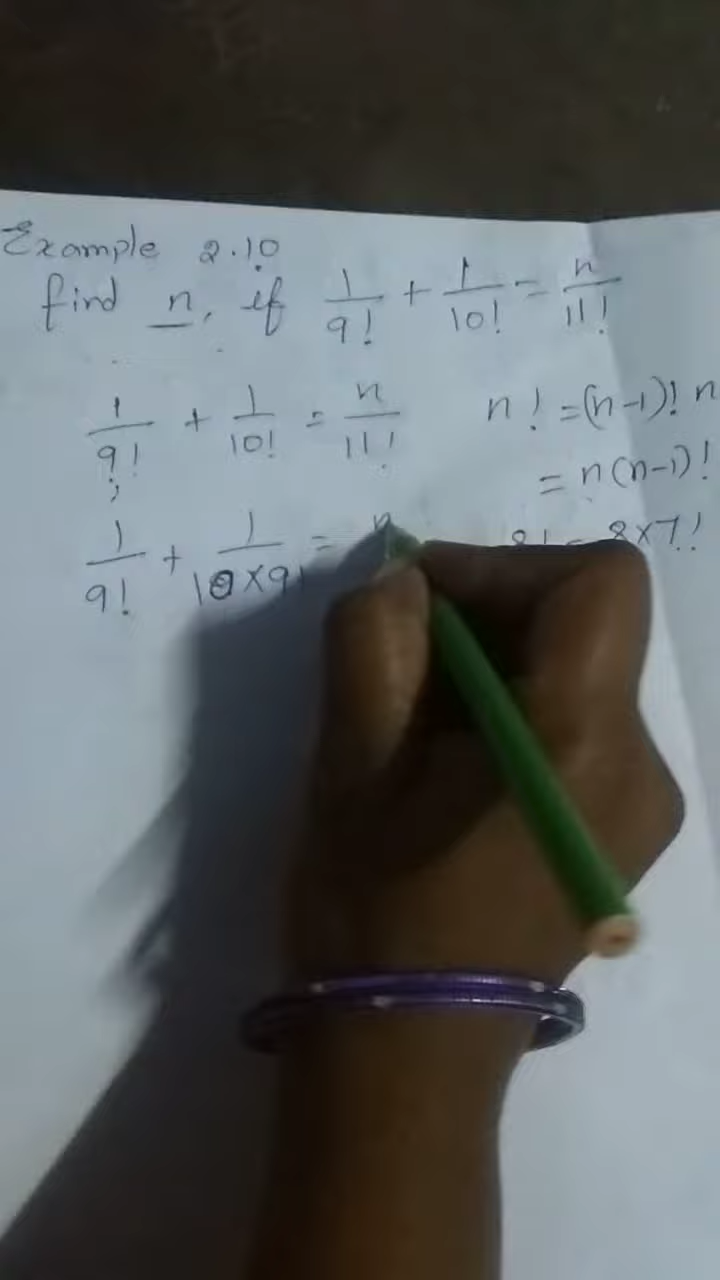 Example 2.10
find n, if 1/9! + 1/10! = n/11!
1/9! + 1/10! = n/11!
n! = (n-1)! n
= n(n-1)!
8! = 8×7!
1/9! + 1/10×9! = n